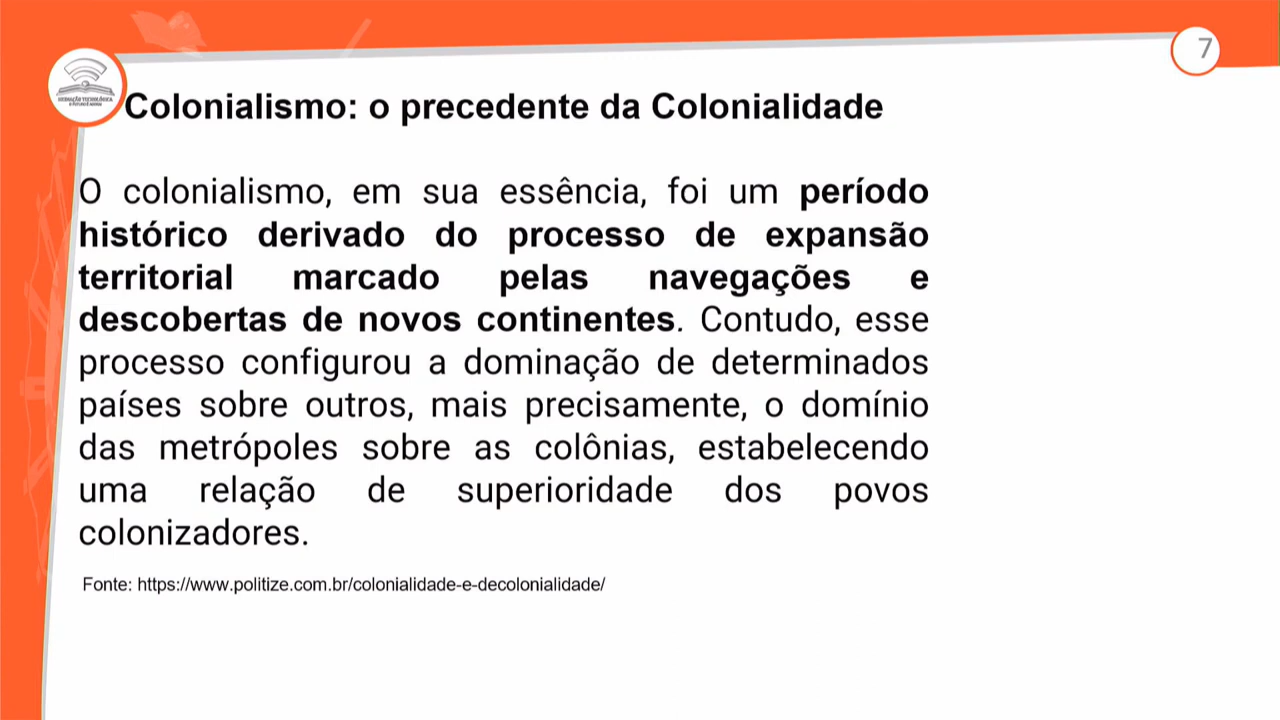 7
MEDIAÇÃO TECNOLÓGICA
Colonialismo: o precedente da Colonialidade
O colonialismo, em sua essência, foi um período
histórico derivado do processo de expansão
territorial marcado pelas navegações e
descobertas de novos continentes. Contudo, esse
processo configurou a dominação de determinados
países sobre outros, mais precisamente, o domínio
das metrópoles sobre as colônias, estabelecendo
uma relação de superioridade dos povos
colonizadores.
Fonte: https://www.politize.com.br/colonialidade-e-decolonialidade/